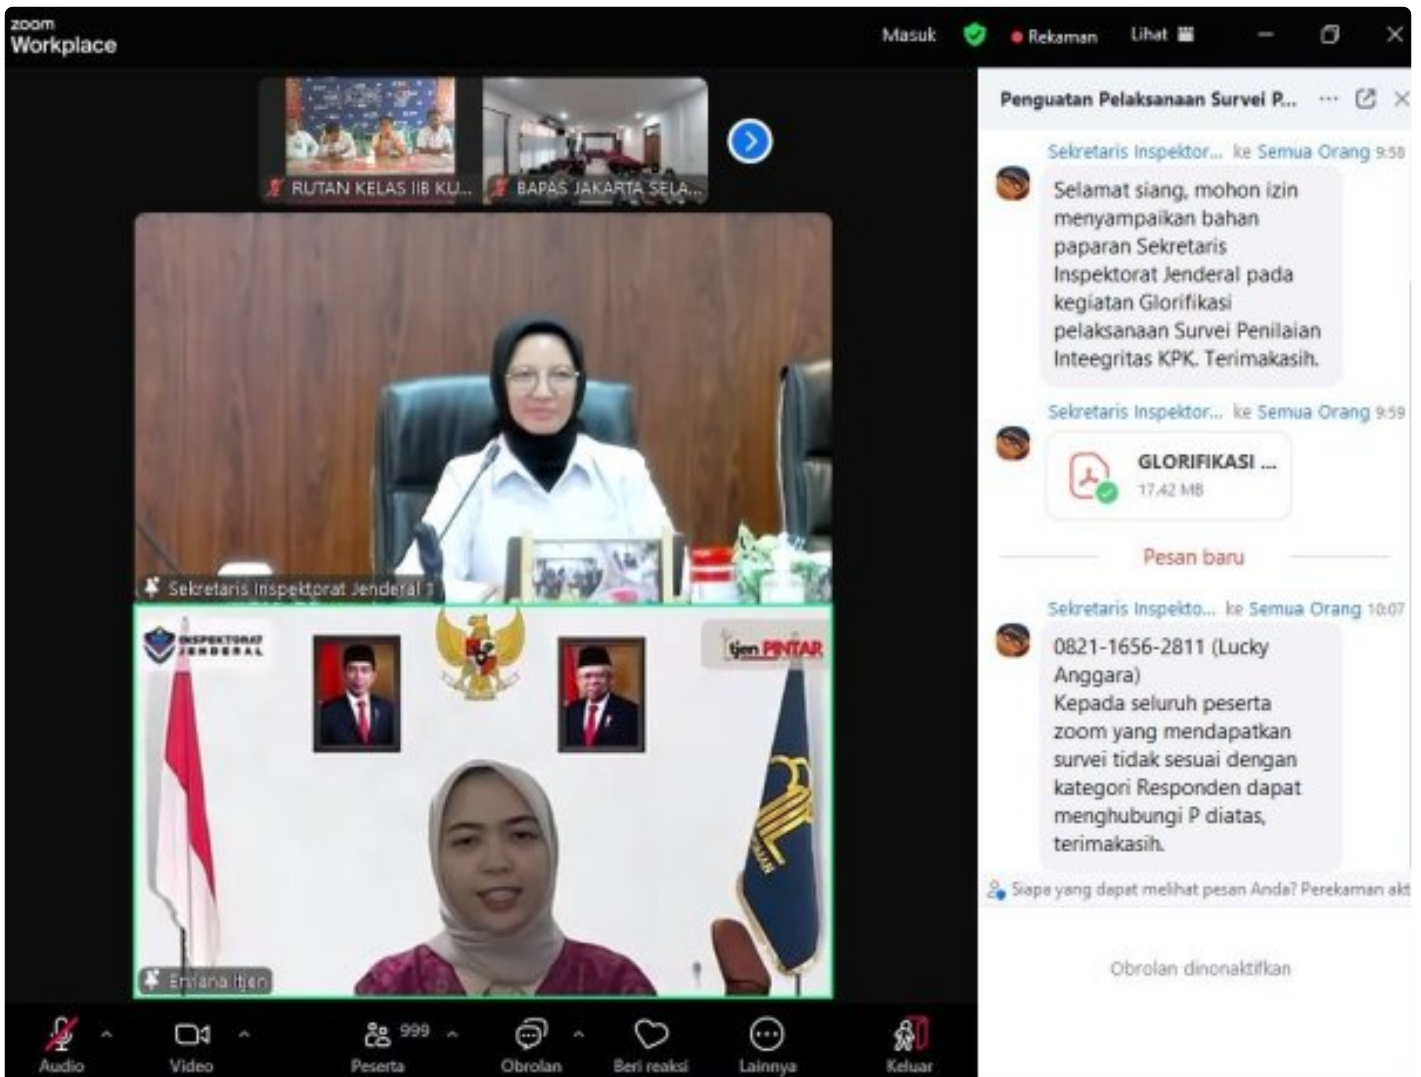 zoom
Workplace
Masuk
Rekaman
Lihat
RUTAN KELAS IIB KU...
BAPAS JAKARTA SELA...
Sekretaris Inspektorat Jenderal 1
INSPEKTORAT
JENDERAL
Itjen PINTAR
Itjen
Audio
Video
Peserta
999
Obrolan
Beri reaksi
Lainnya
Keluar
Penguatan Pelaksanaan Survei P...
Sekretaris Inspektor... ke Semua Orang 9:58
Selamat siang, mohon izin
menyampaikan bahan
paparan Sekretaris
Inspektorat Jenderal pada
kegiatan Glorifikasi
pelaksanaan Survei Penilaian
Inteegritas KPK. Terimakasih.
Sekretaris Inspektor... ke Semua Orang 9:59
GLORIFIKASI ...
17.42 MB
Pesan baru
Sekretaris Inspekto... ke Semua Orang 10:07
0821-1656-2811 (Lucky
Anggara)
Kepada seluruh peserta
zoom yang mendapatkan
survei tidak sesuai dengan
kategori Responden dapat
menghubungi P diatas,
terimakasih.
Siapa yang dapat melihat pesan Anda? Perekaman akt
Obrolan dinonaktifkan